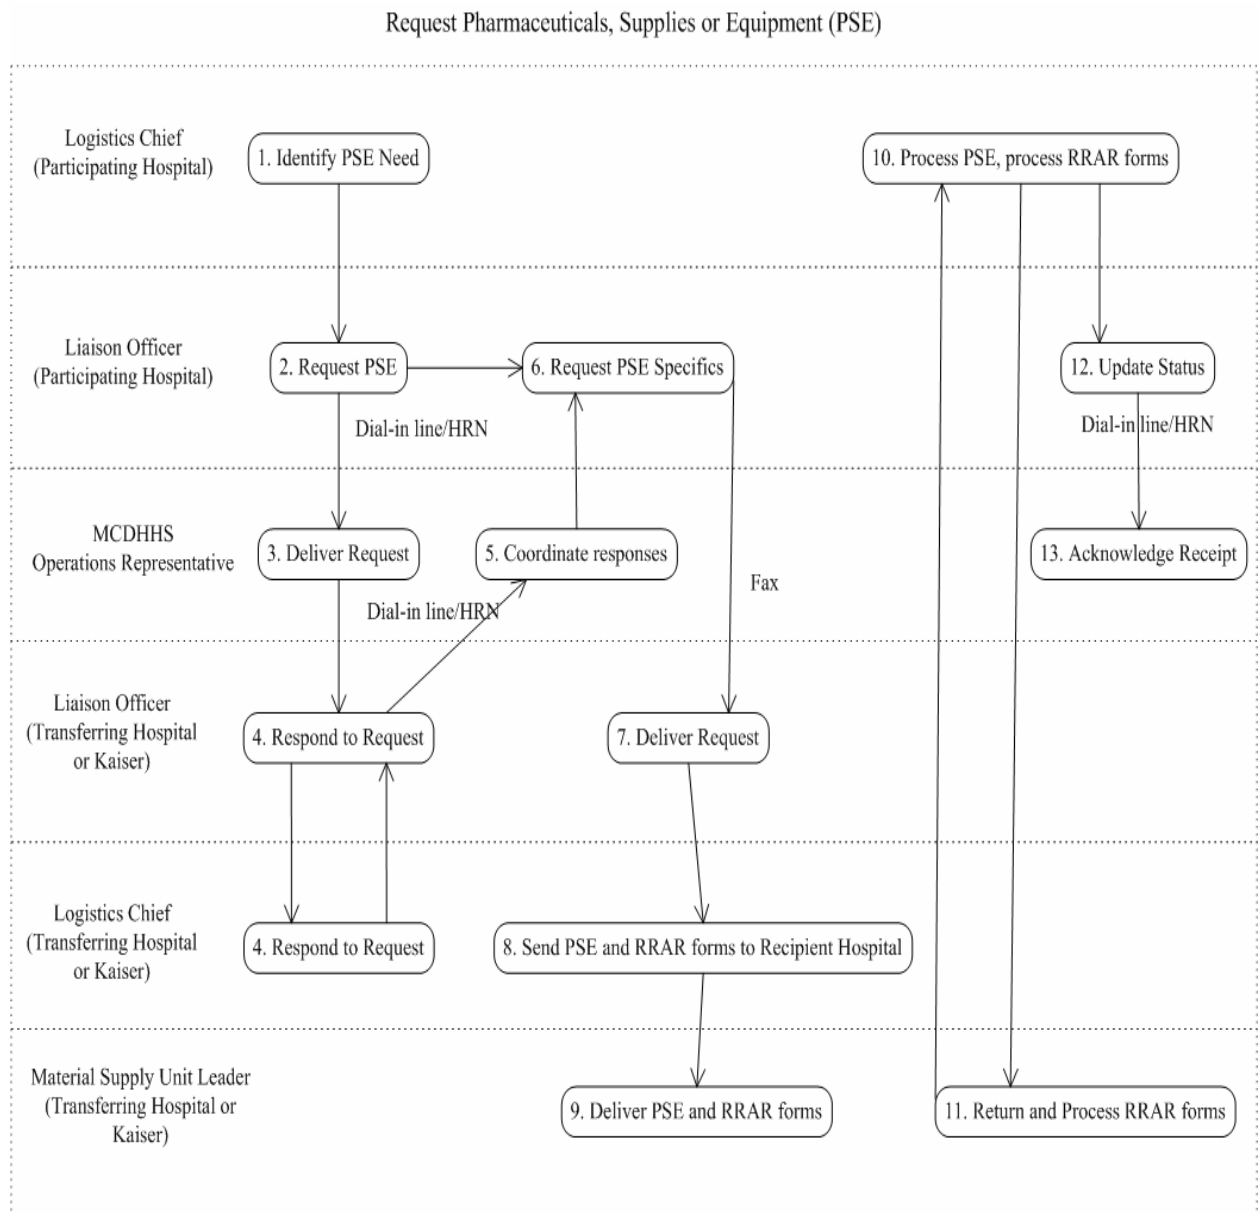 Request Pharmaceuticals, Supplies or Equipment (PSE)
Logistics Chief
(Participating Hospital)
1. Identify PSE Need
10. Process PSE, process RRAR forms
Liaison Officer
(Participating Hospital)
2. Request PSE
6. Request PSE Specifics
12. Update Status
Dial-in line/HRN
Dial-in line/HRN
MCDHHS
Operations Representative
3. Deliver Request
5. Coordinate responses
13. Acknowledge Receipt
Dial-in line/HRN
Fax
Liaison Officer
(Transferring Hospital
or Kaiser)
4. Respond to Request
7. Deliver Request
Logistics Chief
(Transferring Hospital
or Kaiser)
4. Respond to Request
8. Send PSE and RRAR forms to Recipient Hospital
Material Supply Unit Leader
(Transferring Hospital or
Kaiser)
9. Deliver PSE and RRAR forms
11. Return and Process RRAR forms